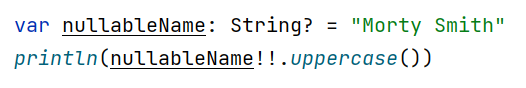 var nullableName: String? = "Morty Smith"
println(nullableName!!.uppercase())